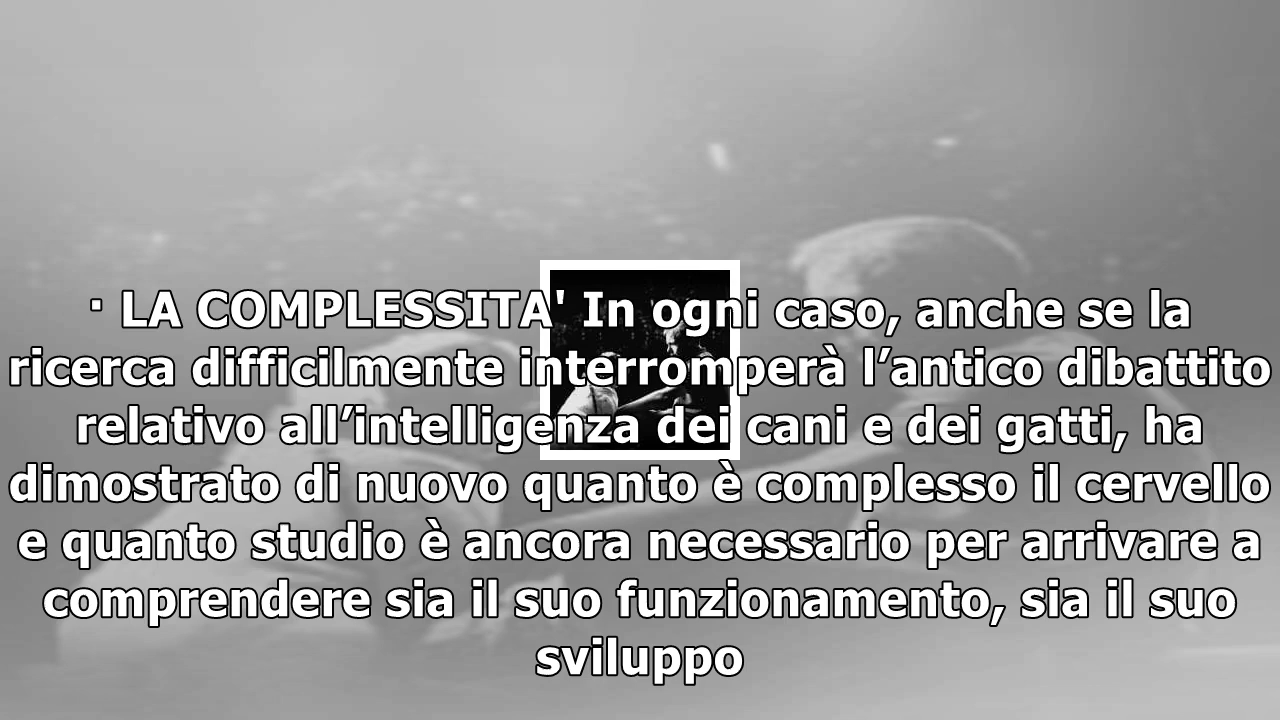 · LA COMPLESSITA' In ogni caso, anche se la
ricerca difficilmente interromperà l’antico dibattito
relativo all’intelligenza dei cani e dei gatti, ha
dimostrato di nuovo quanto è complesso il cervello
e quanto studio è ancora necessario per arrivare a
comprendere sia il suo funzionamento, sia il suo
sviluppo